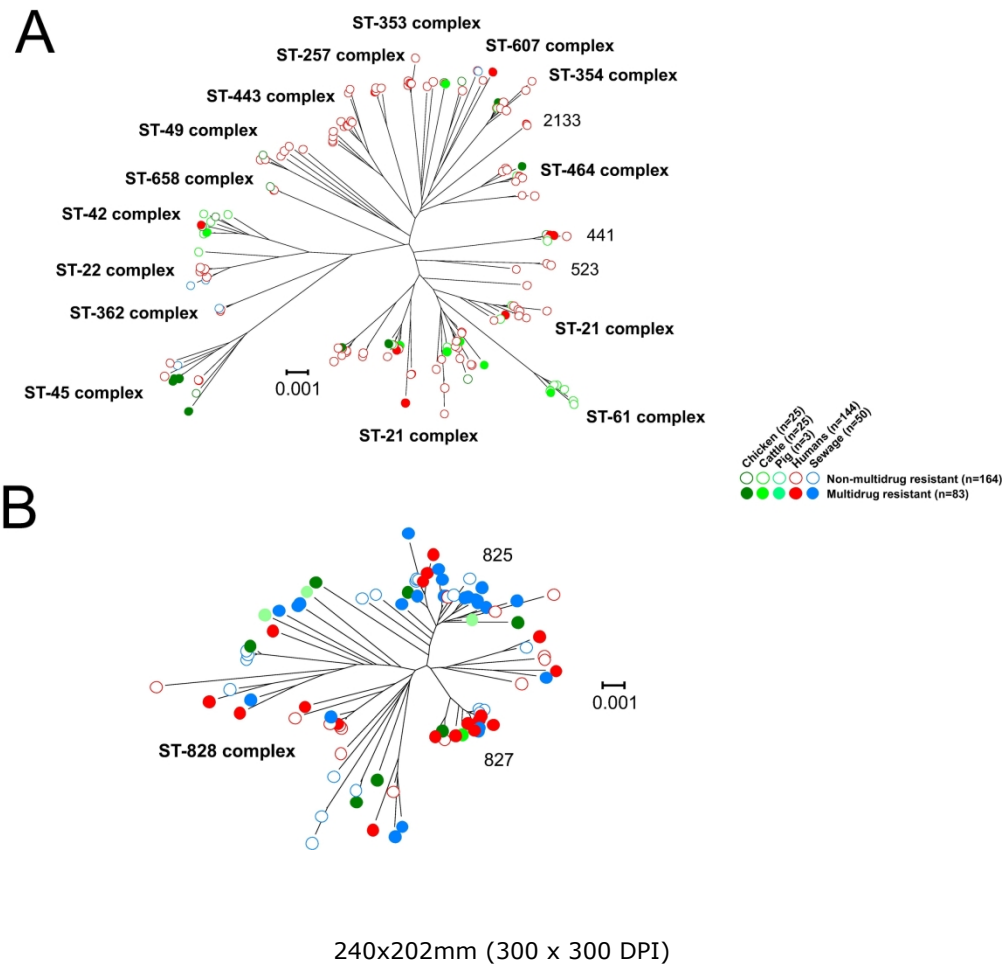 A
ST-353 complex
ST-257 complex
ST-607 complex
ST-354 complex
ST-443 complex
2133
ST-49 complex
ST-464 complex
ST-658 complex
ST-42 complex
441
ST-22 complex
523
ST-362 complex
ST-21 complex
0.001
ST-45 complex
ST-61 complex
ST-21 complex
Chicken (n=25)
Cattle (n=25)
Pig (n=3)
Humans (n=144)
Sewage (n=50)
Non-multidrug resistant (n=164)
Multidrug resistant (n=83)
B
825
0.001
ST-828 complex
827
240x202mm (300 x 300 DPI)